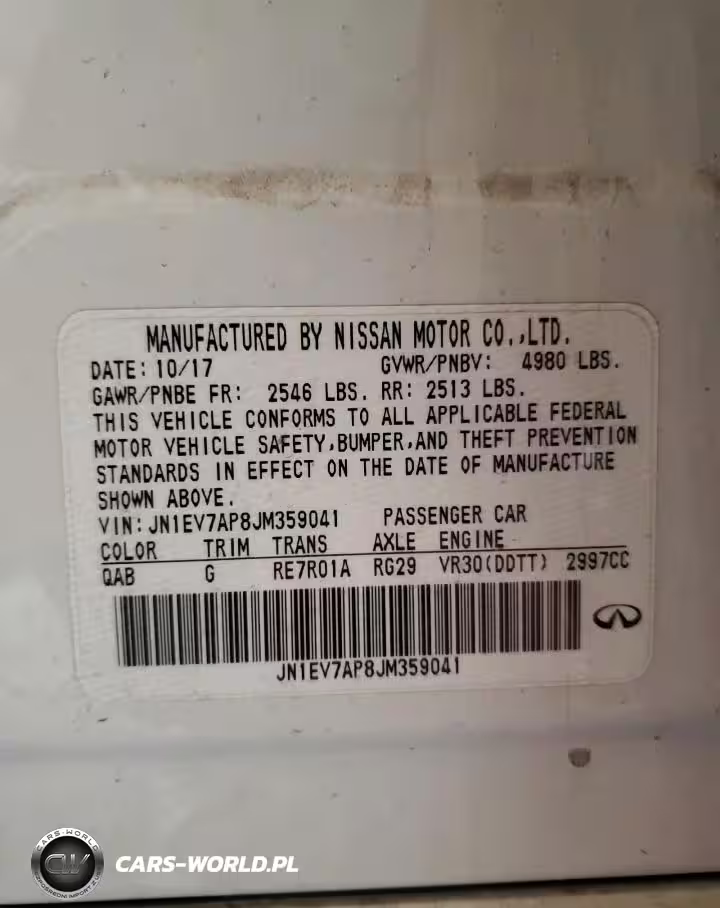 MANUFACTURED BY NISSAN MOTOR CO.,LTD.
DATE: 10/17 GVWR/PNBV: 4980 LBS.
GAWR/PNBE FR: 2546 LBS. RR: 2513 LBS.
THIS VEHICLE CONFORMS TO ALL APPLICABLE FEDERAL
MOTOR VEHICLE SAFETY,BUMPER,AND THEFT PREVENTION
STANDARDS IN EFFECT ON THE DATE OF MANUFACTURE
SHOWN ABOVE.
VIN: JN1EV7AP8JM359041 PASSENGER CAR
COLOR TRIM TRANS AXLE ENGINE
QAB G RE7R01A RG29 VR30(DDTT) 2997CC
JN1EV7AP8JM359041
CARS-WORLD
CW
CARS-WORLD.PL